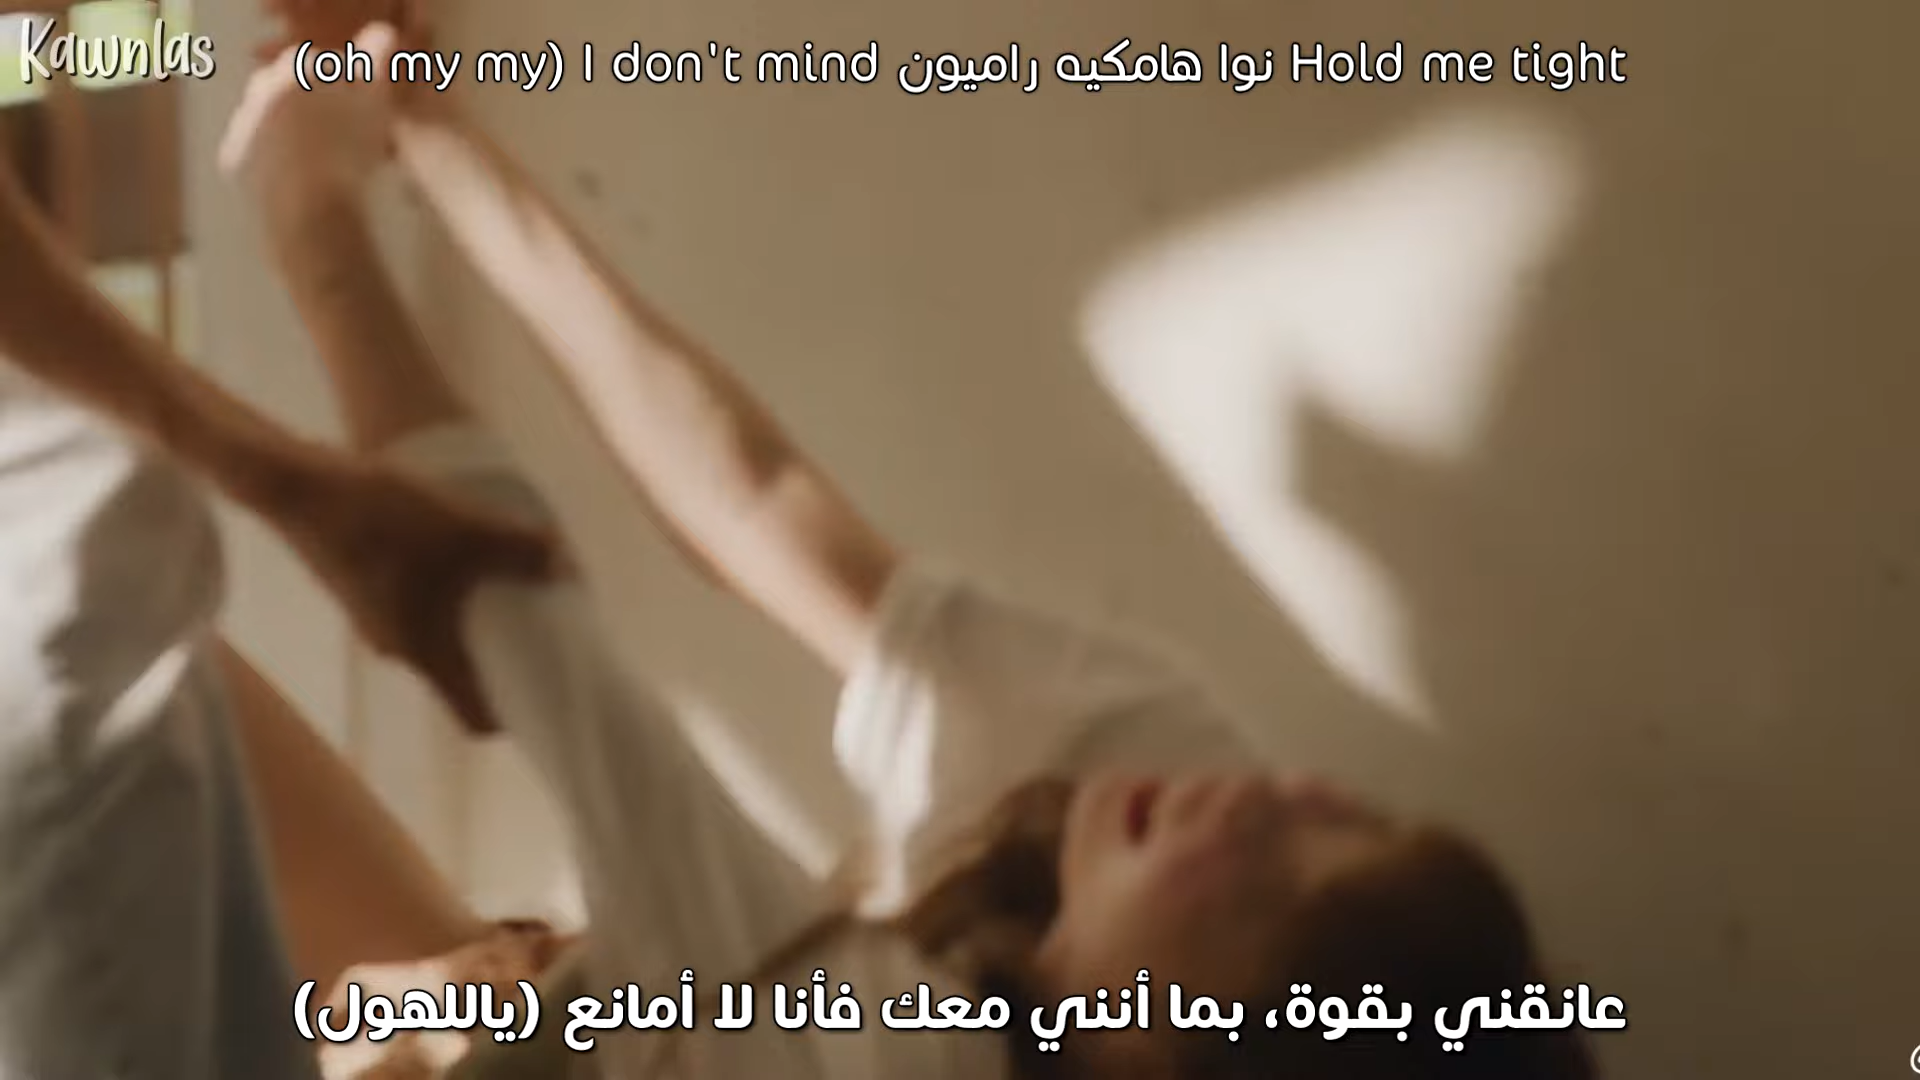 Kawnlas
(oh my my) I don't mind نوا هامكيه راميون Hold me tight
عانقني بقوة، بما أنني معك فأنا لا أمانع (ياللهول)